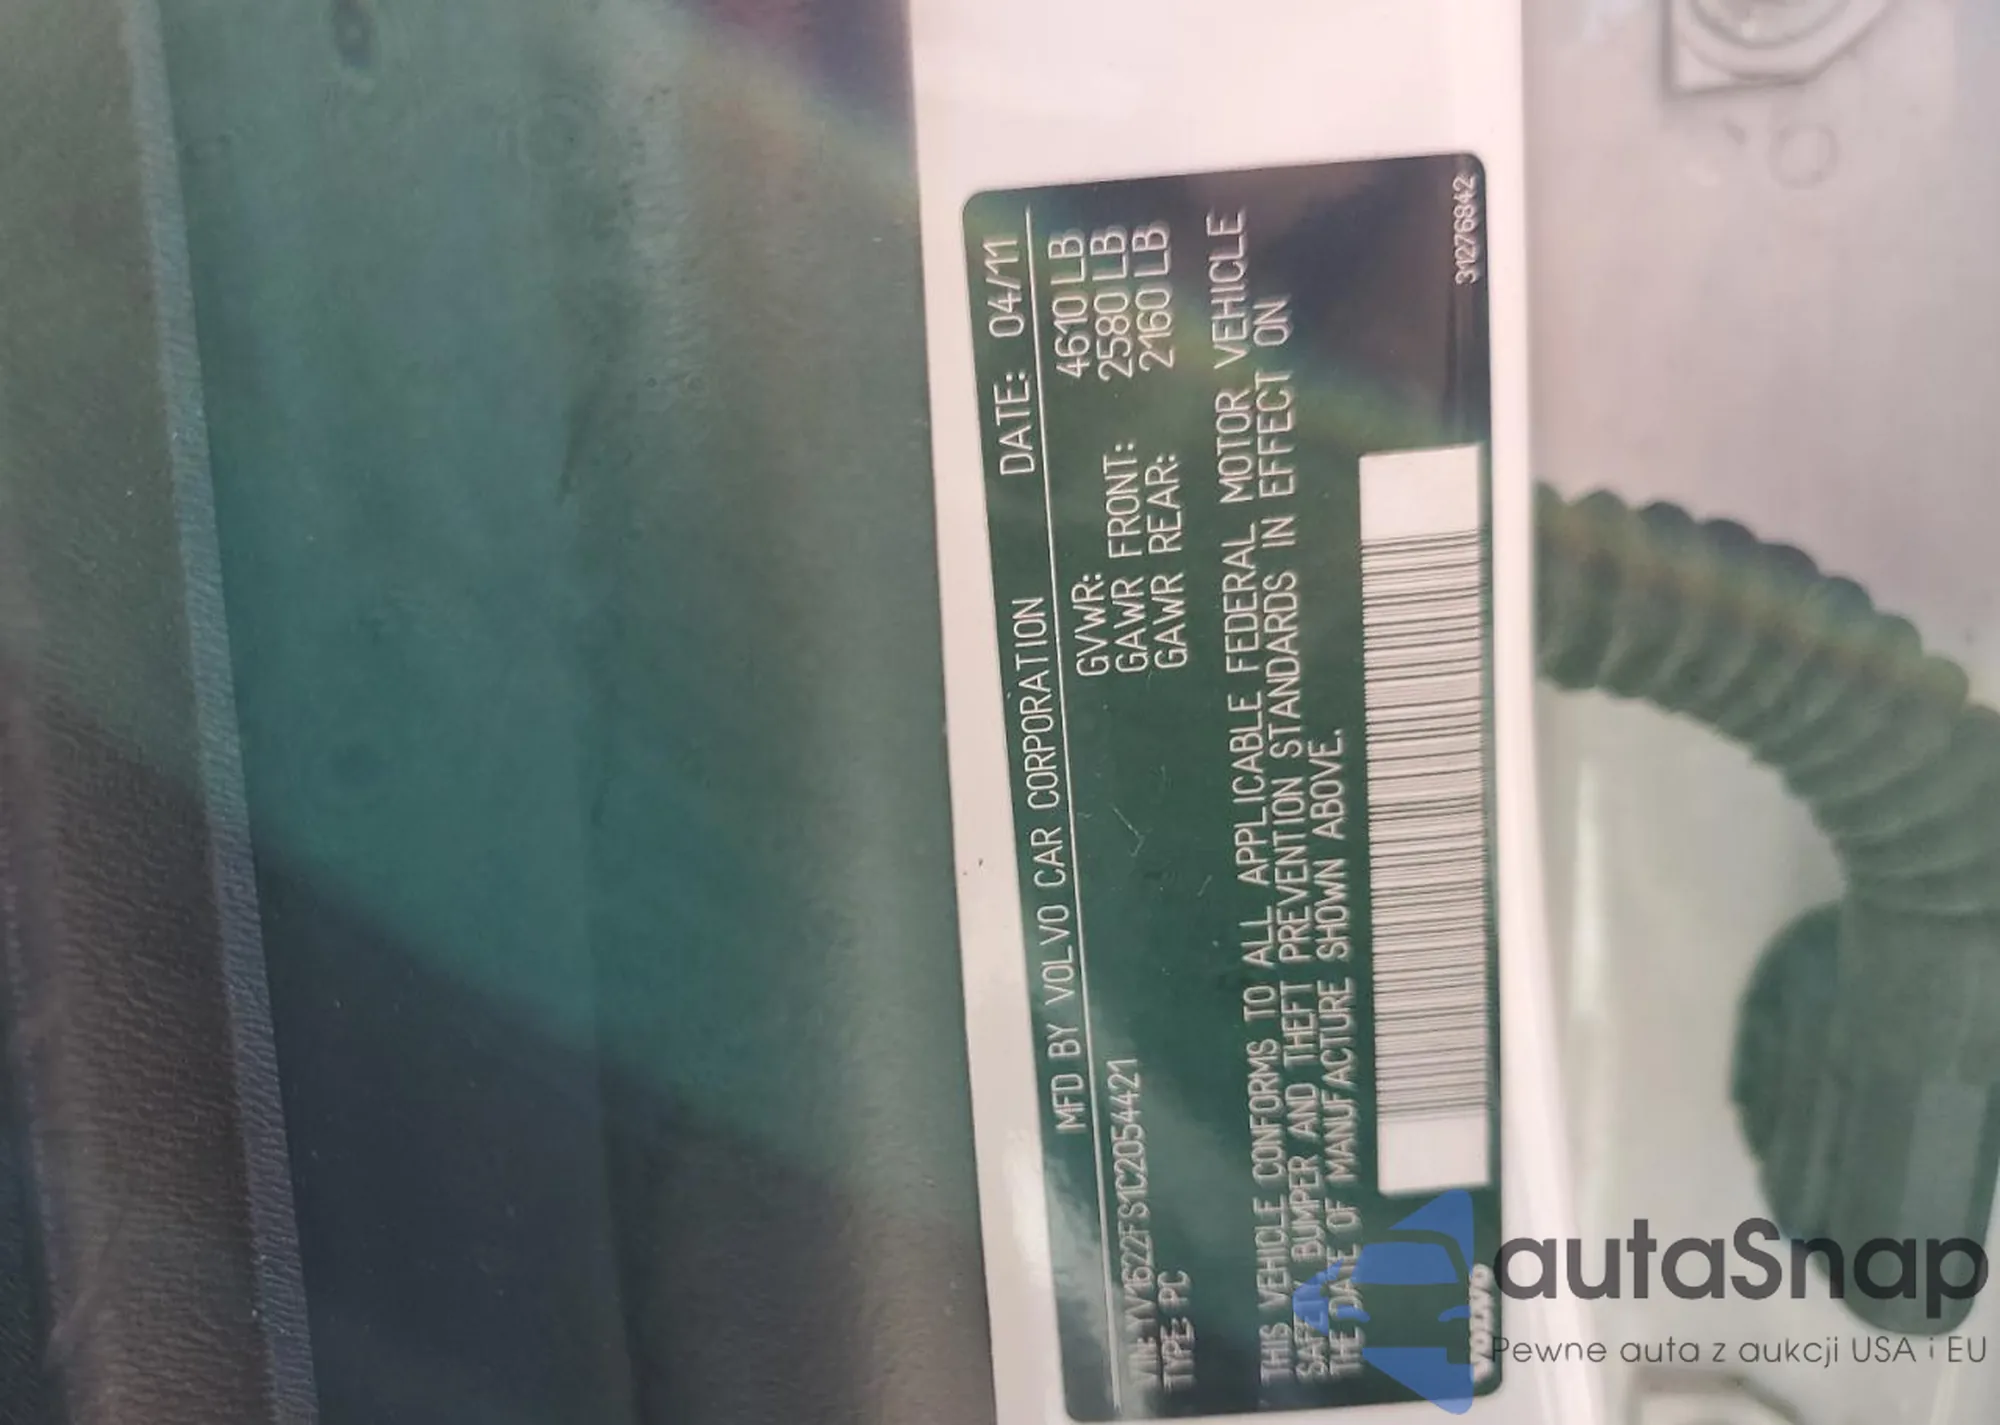 MFD BY VOLVO CAR CORPORATION DATE: 04/11
VIN: YV1622FS1C2054421
TYPE: PC
GVWR: 4610 LB
GAWR FRONT: 2580 LB
GAWR REAR: 2160 LB
THIS VEHICLE CONFORMS TO ALL APPLICABLE FEDERAL MOTOR VEHICLE
SAFETY BUMPER AND THEFT PREVENTION STANDARDS IN EFFECT ON
THE DATE OF MANUFACTURE SHOWN ABOVE.
VOLVO
31276842
autaSnap
Pewne auta z aukcji USA i EU